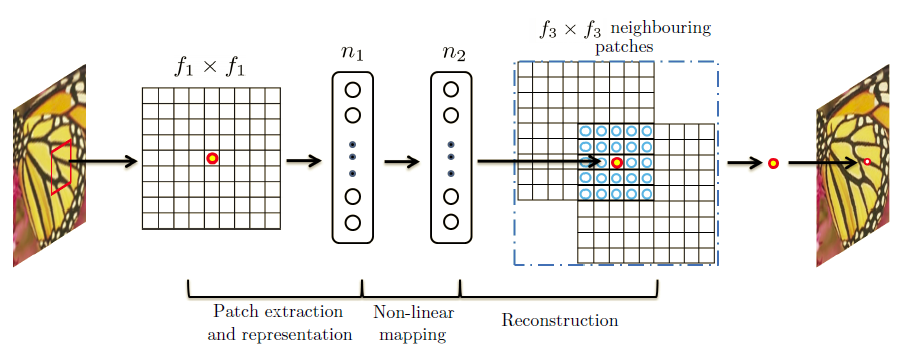 f₁ × f₁
n₁
n₂
f₃ × f₃ neighbouring
patches
Patch extraction
and representation
Non-linear
mapping
Reconstruction